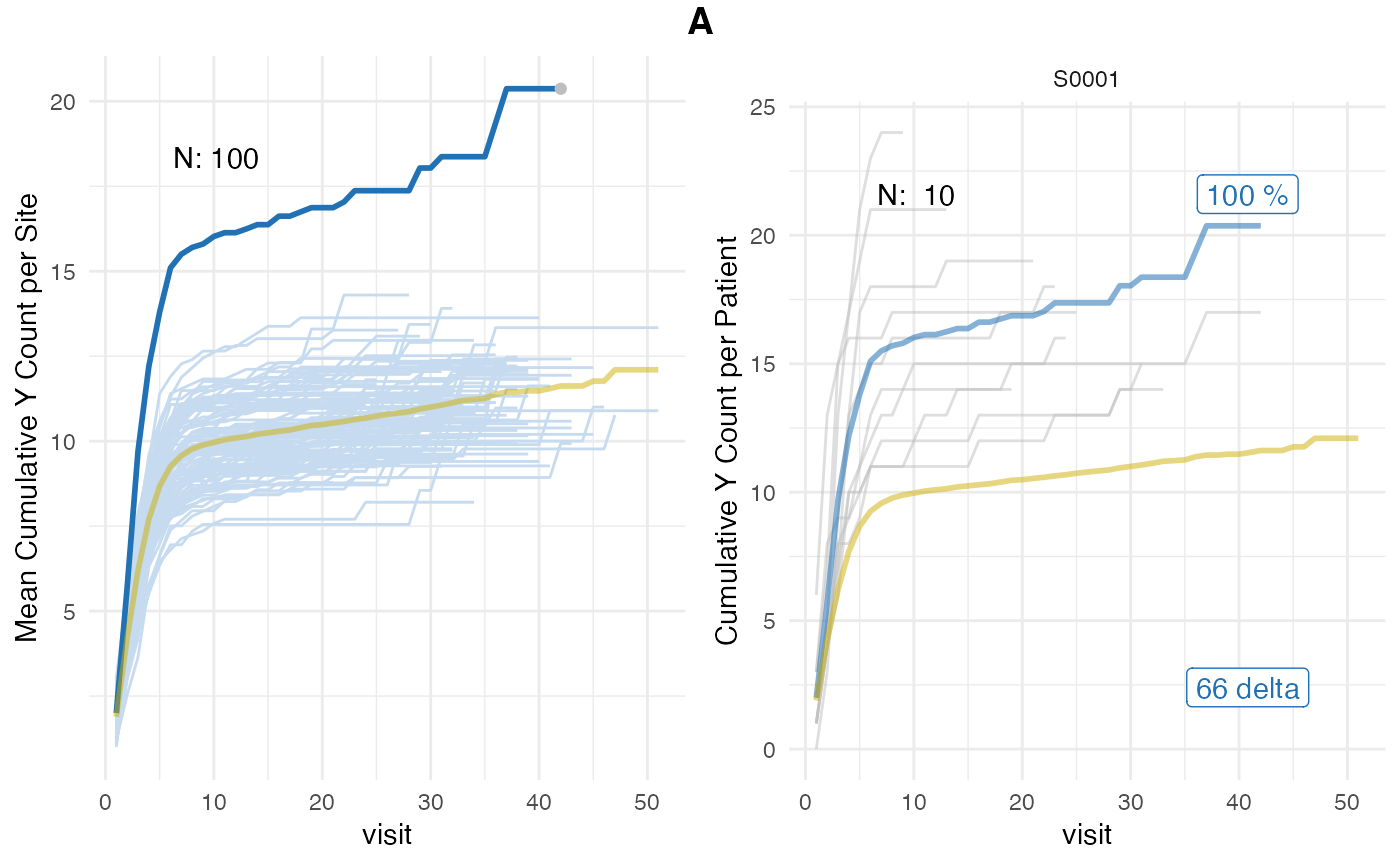 A
Mean Cumulative Y Count per Site
20
15
10
5
N: 100
0 10 20 30 40 50
visit
S0001
Cumulative Y Count per Patient
25
20
15
10
5
0
N:  10
100 %
66 delta
0 10 20 30 40 50
visit